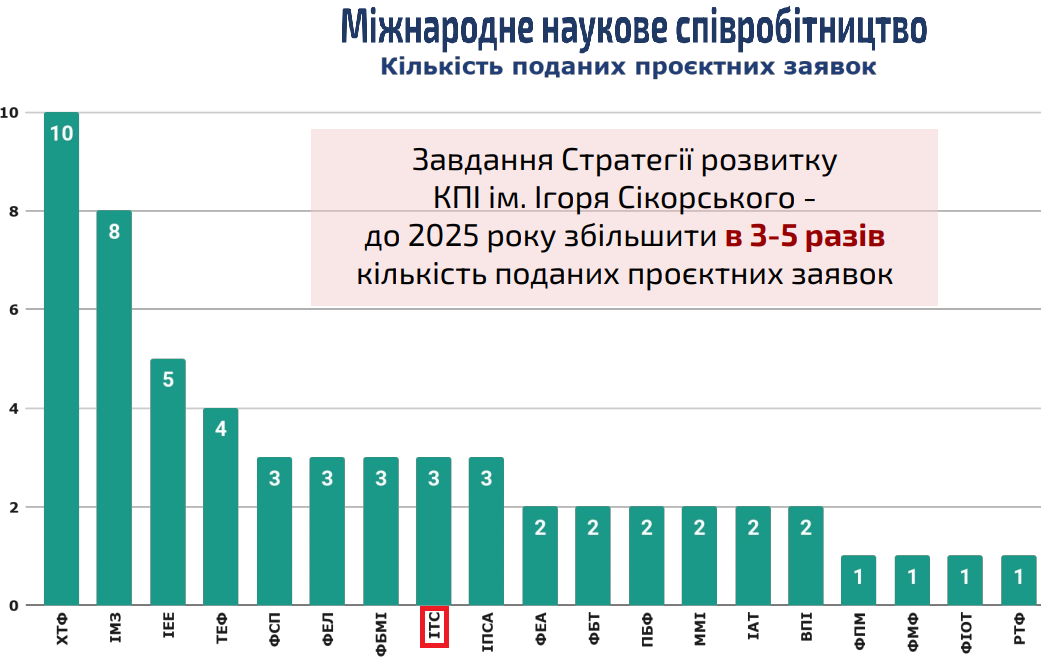 Міжнародне наукове співробітництво
Кількість поданих проєктних заявок
Завдання Стратегії розвитку
КПІ ім. Ігоря Сікорського -
до 2025 року збільшити в 3-5 разів
кількість поданих проєктних заявок
10
8
6
4
2
0
10
8
5
4
3
3
3
3
3
2
2
2
2
2
2
1
1
1
1
ХТФ
ІМЗ
ІЕЕ
ТЕФ
ФСП
ФЕЛ
ФБМІ
ІТС
ІПСА
ФЕА
ФБТ
ПБФ
ММІ
ІАТ
ВПІ
ФПМ
ФМФ
ФІОТ
РТФ